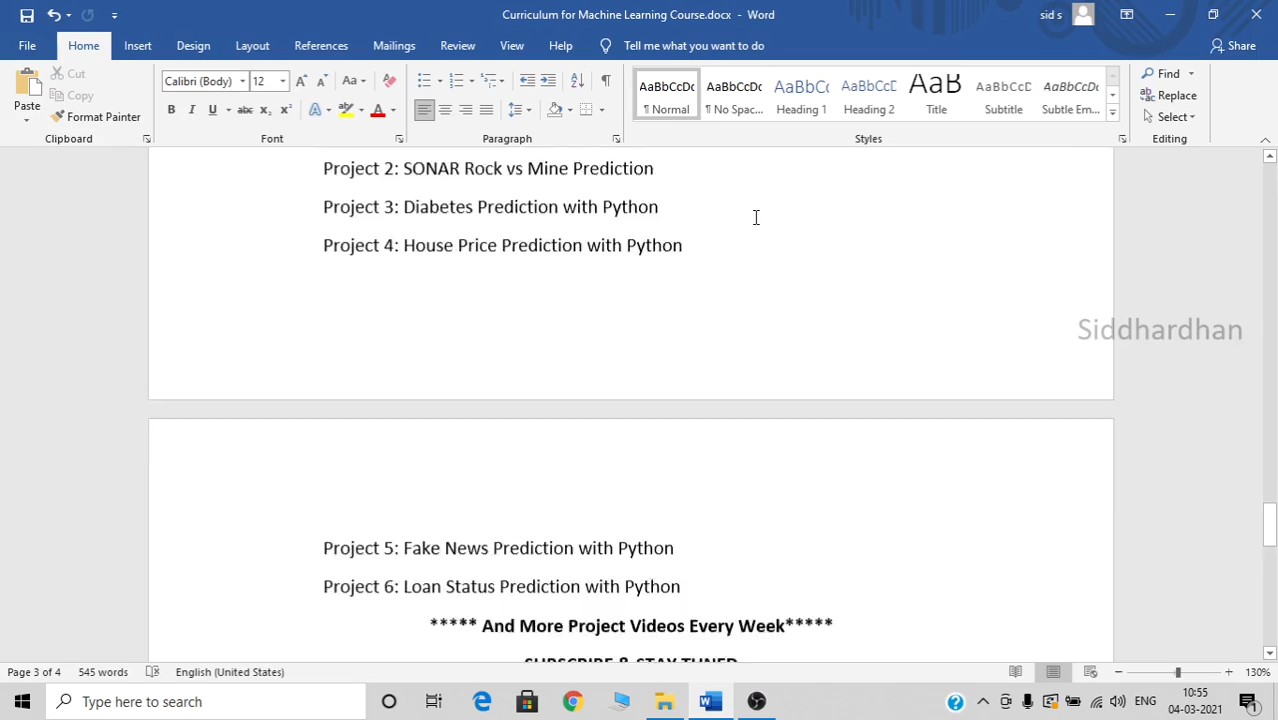 Curriculum for Machine Learning Course.docx - Word
sid s
File Home Insert Design Layout References Mailings Review View Help Tell me what you want to do Share
Paste
Cut
Copy
Format Painter
Clipboard
Calibri (Body) 12
Font
Paragraph
AaBbCcDc AaBbCcDc AaBbCc AaBbCcD AaB AaBbCcD AaBbCcDc
¶ Normal ¶ No Spac... Heading 1 Heading 2 Title Subtitle Subtle Em...
Styles
Find
Replace
Select
Editing
Project 2: SONAR Rock vs Mine Prediction
Project 3: Diabetes Prediction with Python
Project 4: House Price Prediction with Python
Siddhardhan
Project 5: Fake News Prediction with Python
Project 6: Loan Status Prediction with Python
***** And More Project Videos Every Week*****
SUBSCRIBE & STAY TUNED
Page 3 of 4 545 words English (United States) 130%
Type here to search
ENG
10:55
04-03-2021
1